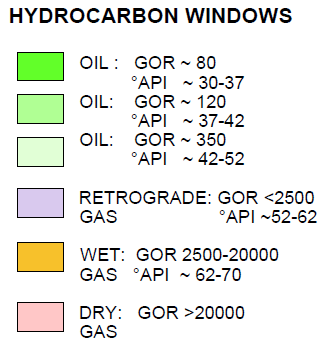 HYDROCARBON WINDOWS
OIL : GOR ~ 80
°API ~ 30-37
OIL: GOR ~ 120
°API ~ 37-42
OIL: GOR ~ 350
°API ~ 42-52
RETROGRADE: GOR <2500
GAS °API ~52-62
WET: GOR 2500-20000
GAS °API ~ 62-70
DRY: GOR >20000
GAS